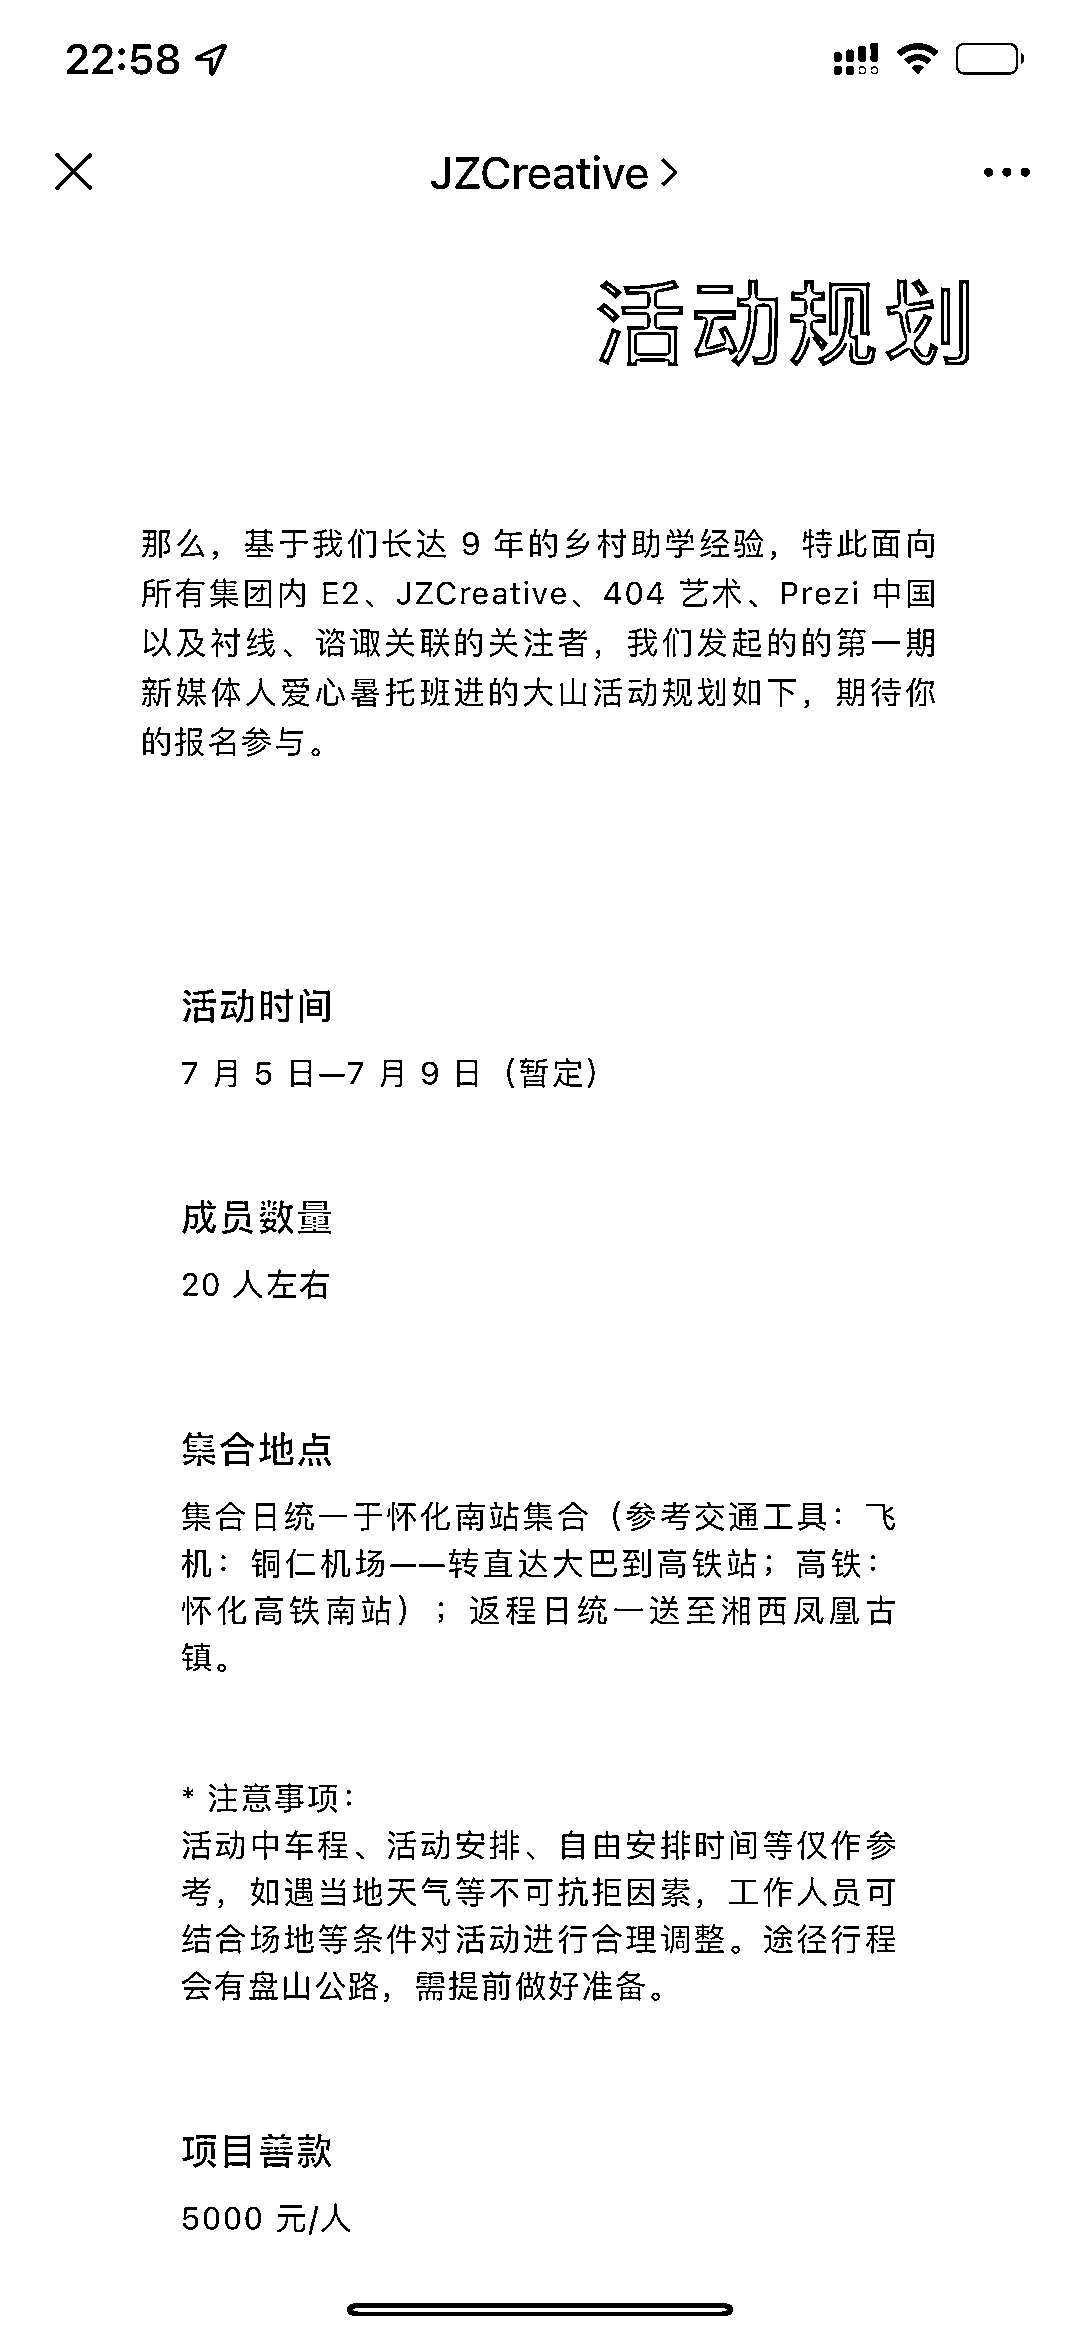 22:58
JZCreative
活动规划
那么，基于我们长达 9 年的乡村助学经验，特此面向
所有集团内 E2、JZCreative、404 艺术、Prezi 中国
以及衬线、谘诹关联的关注者，我们发起的的第一期
新媒体人爱心暑托班进的大山活动规划如下，期待你
的报名参与。
活动时间
7 月 5 日—7 月 9 日（暂定）
成员数量
20 人左右
集合地点
集合日统一于怀化南站集合（参考交通工具：飞
机：铜仁机场——转直达大巴到高铁站；高铁：
怀化高铁南站）；返程日统一送至湘西凤凰古
镇。
* 注意事项：
活动中车程、活动安排、自由安排时间等仅作参
考，如遇当地天气等不可抗拒因素，工作人员可
结合场地等条件对活动进行合理调整。途径行程
会有盘山公路，需提前做好准备。
项目善款
5000 元/人